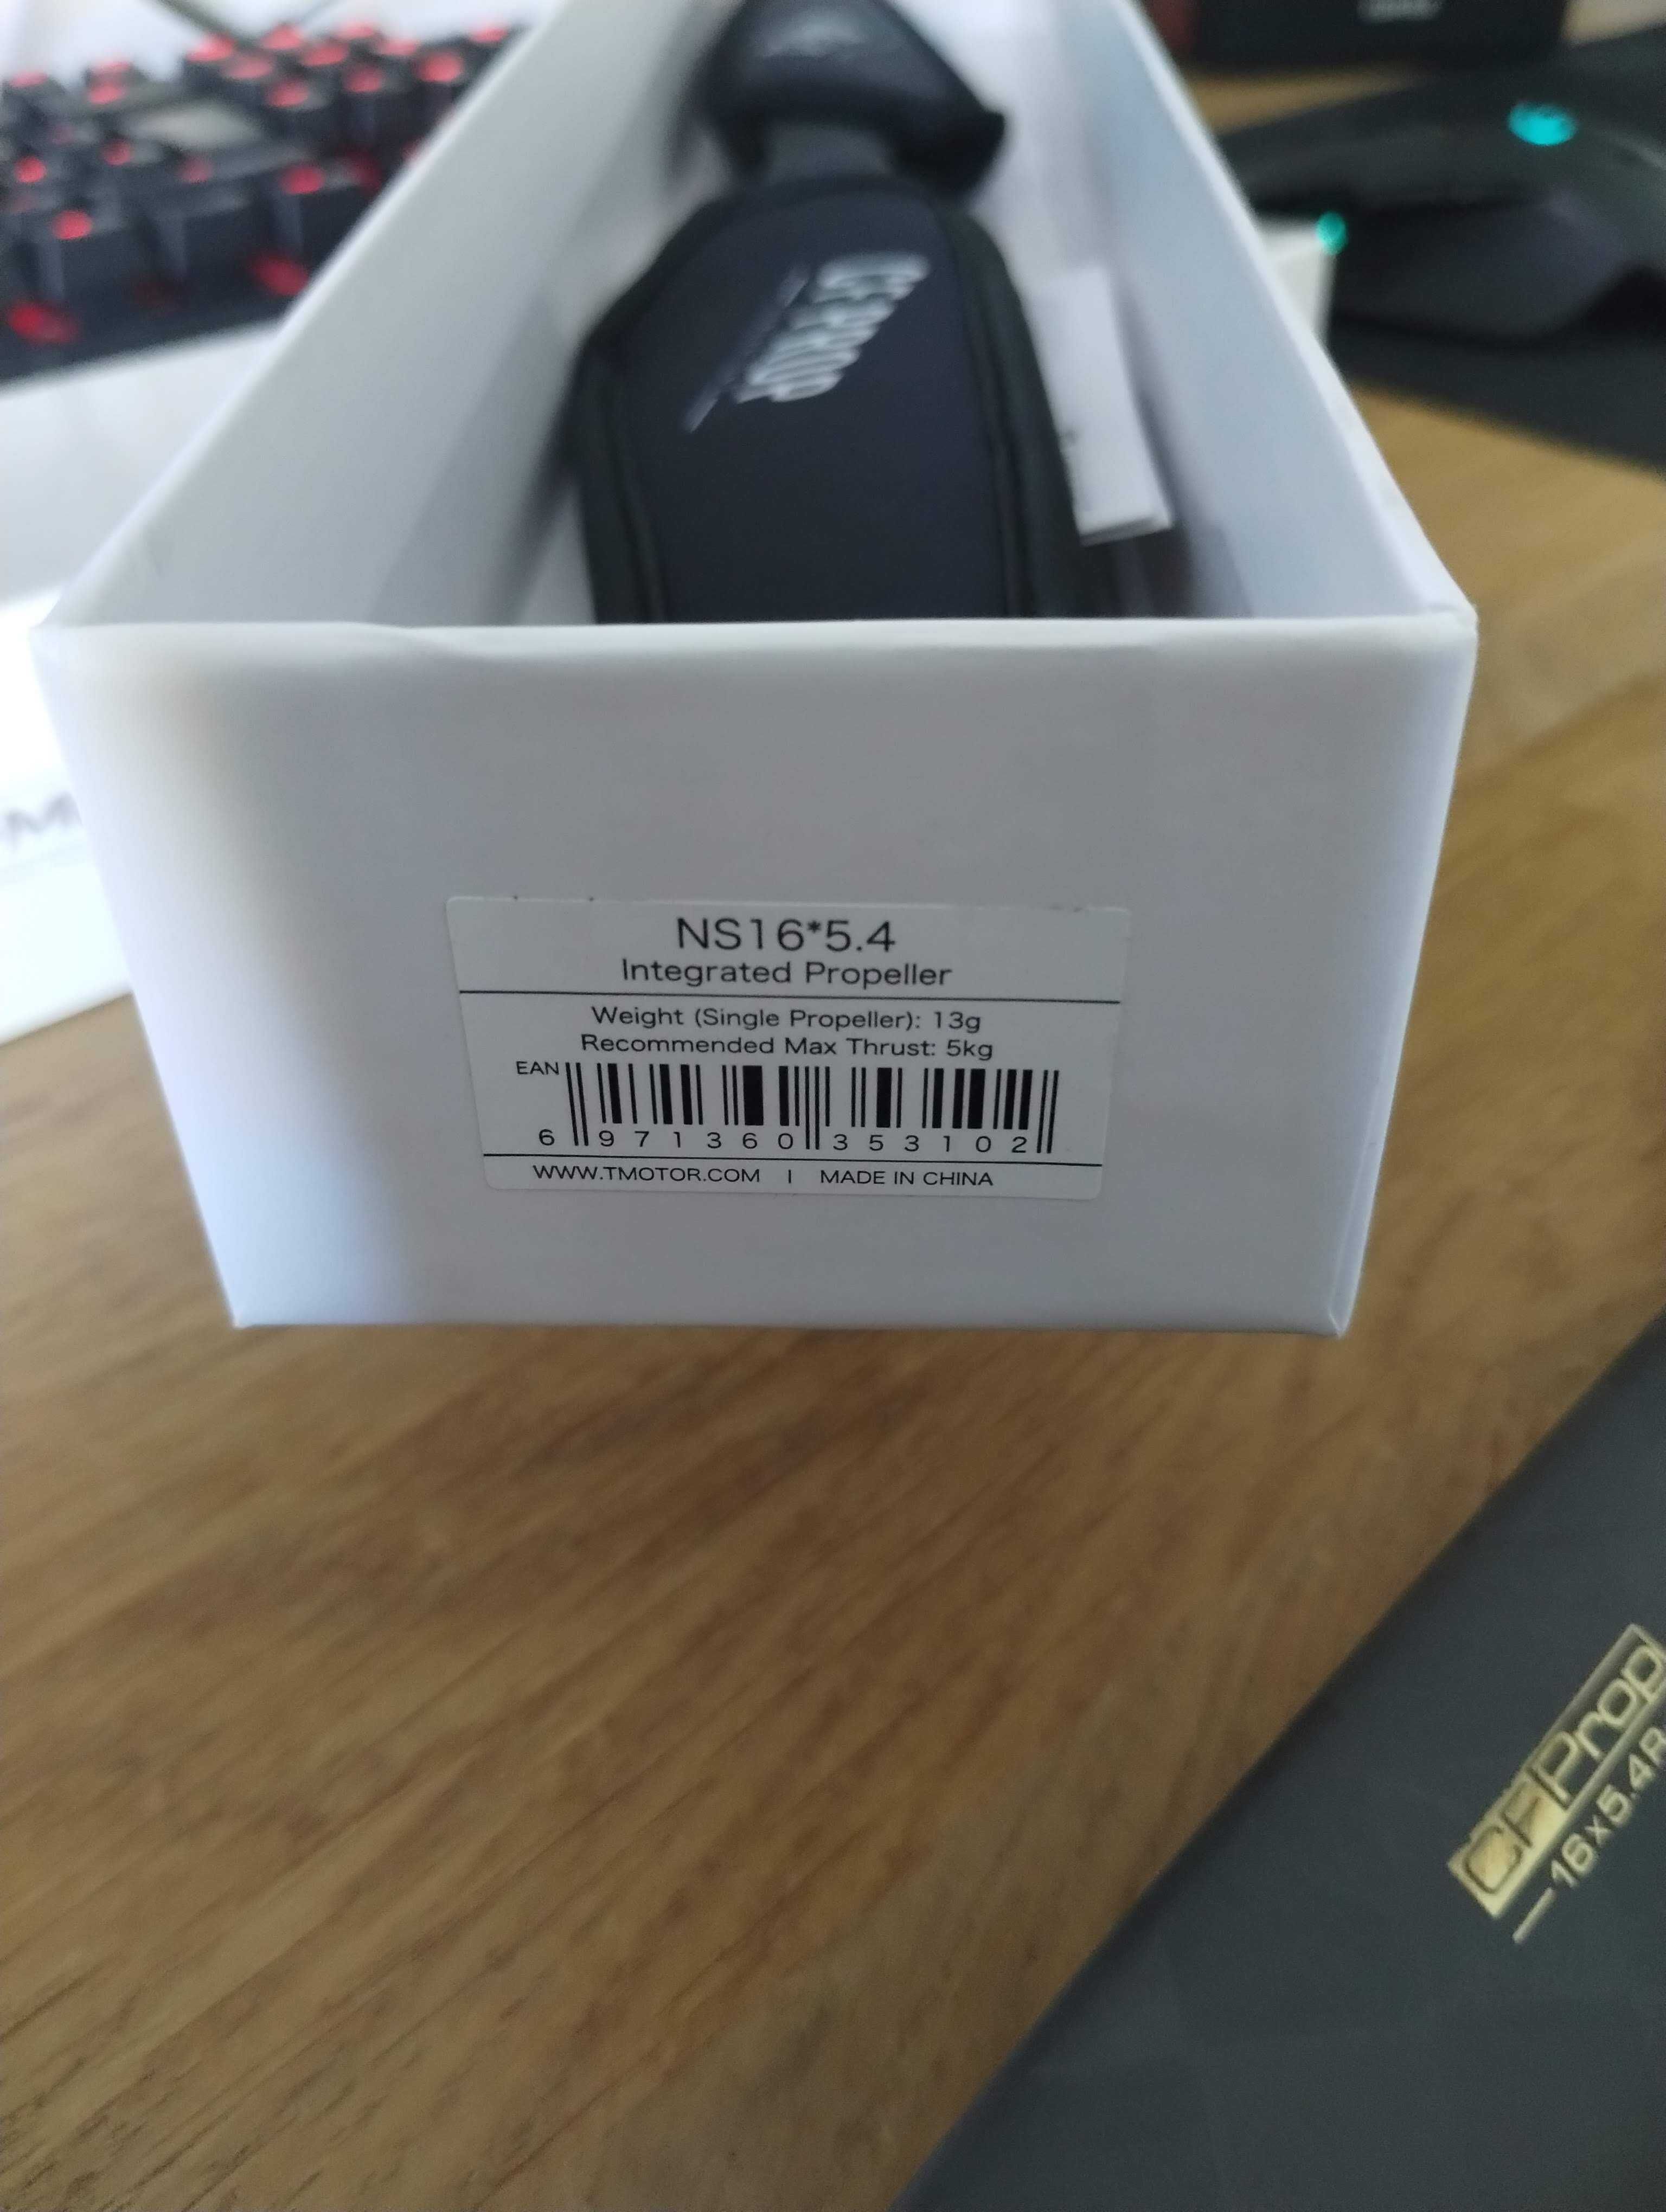 CFPROP
NS16*5.4
Integrated Propeller
Weight (Single Propeller): 13g
Recommended Max Thrust: 5kg
EAN
6 971360 353102
WWW.TMOTOR.COM | MADE IN CHINA
CFProp
16x5.4R